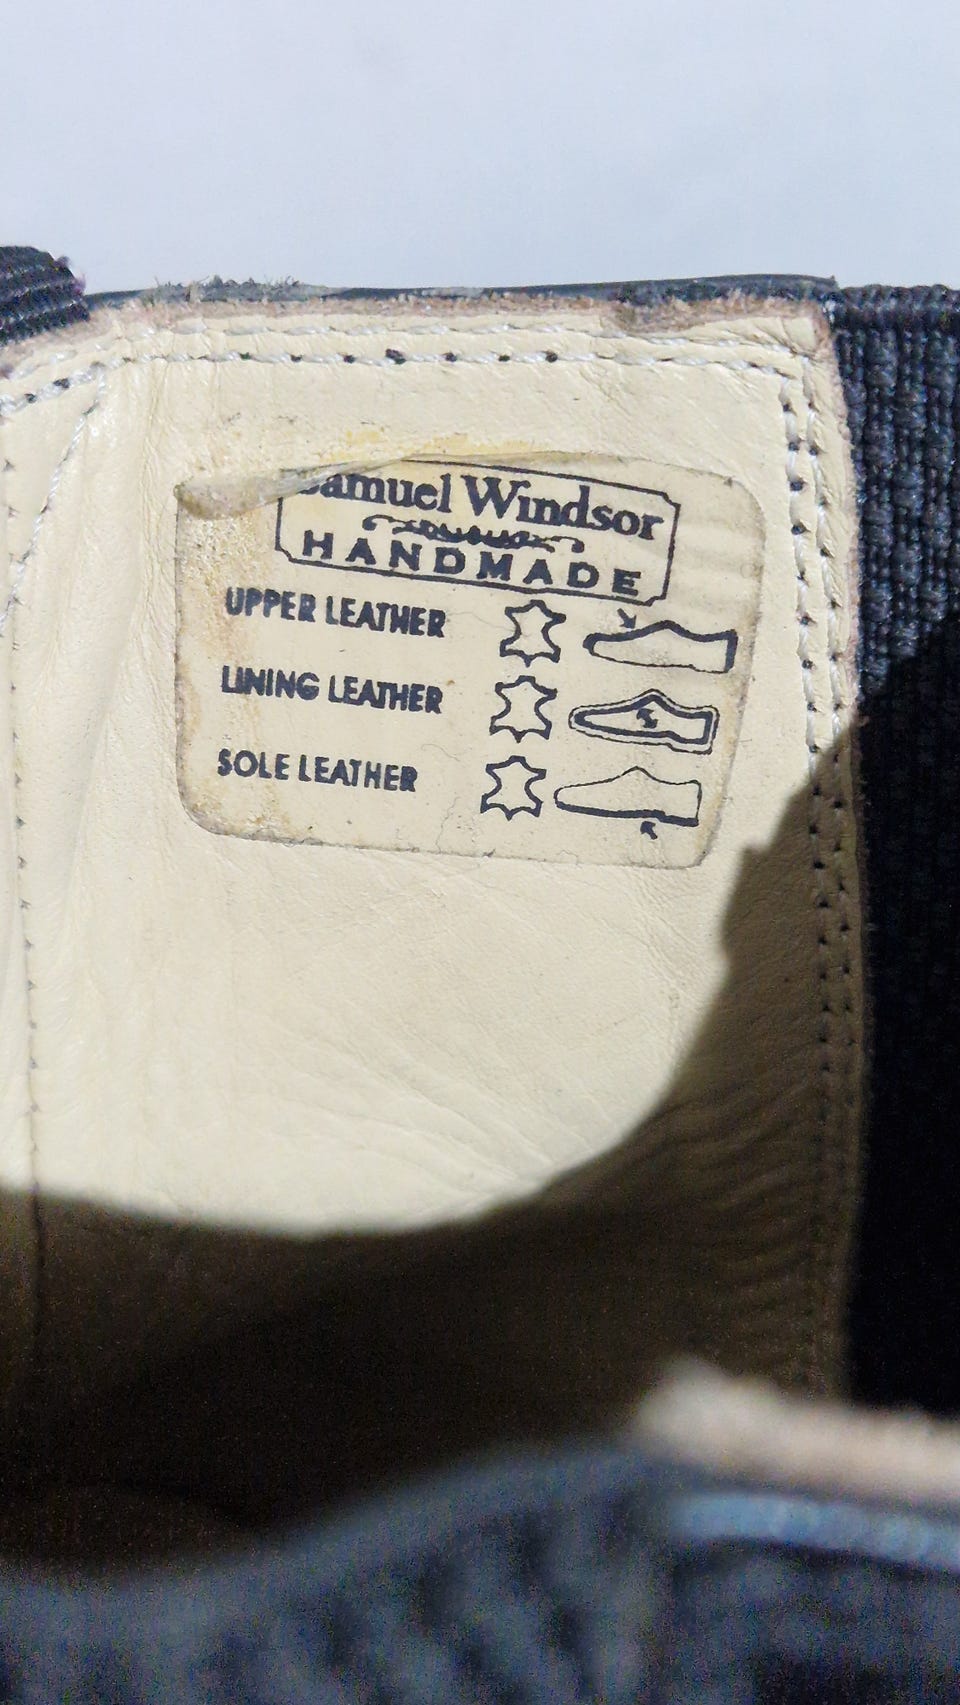 Samuel Windsor
HANDMADE
UPPER LEATHER
LINING LEATHER
SOLE LEATHER